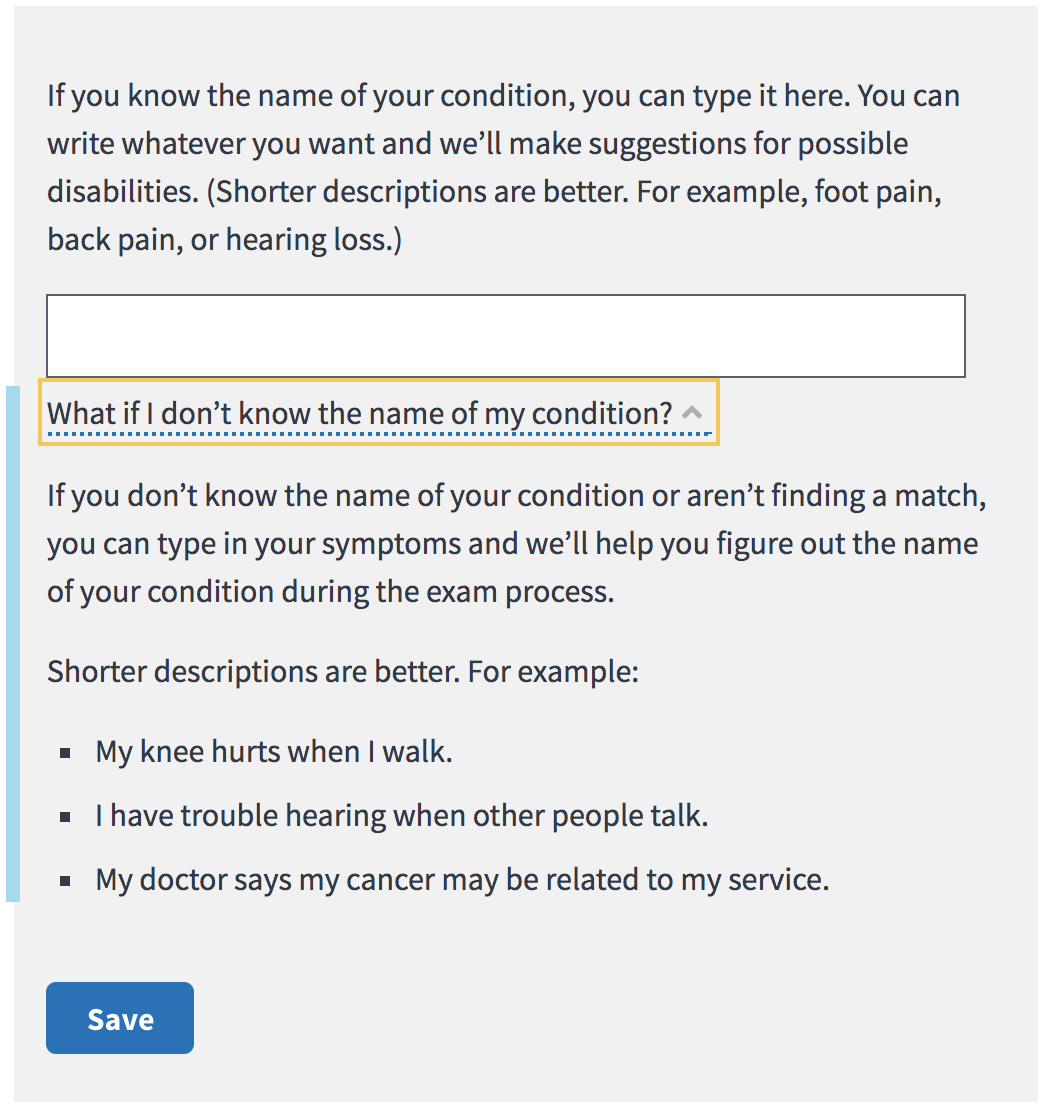 If you know the name of your condition, you can type it here. You can
write whatever you want and we’ll make suggestions for possible
disabilities. (Shorter descriptions are better. For example, foot pain,
back pain, or hearing loss.)
What if I don’t know the name of my condition?
If you don’t know the name of your condition or aren’t finding a match,
you can type in your symptoms and we’ll help you figure out the name
of your condition during the exam process.
Shorter descriptions are better. For example:
My knee hurts when I walk.
I have trouble hearing when other people talk.
My doctor says my cancer may be related to my service.
Save